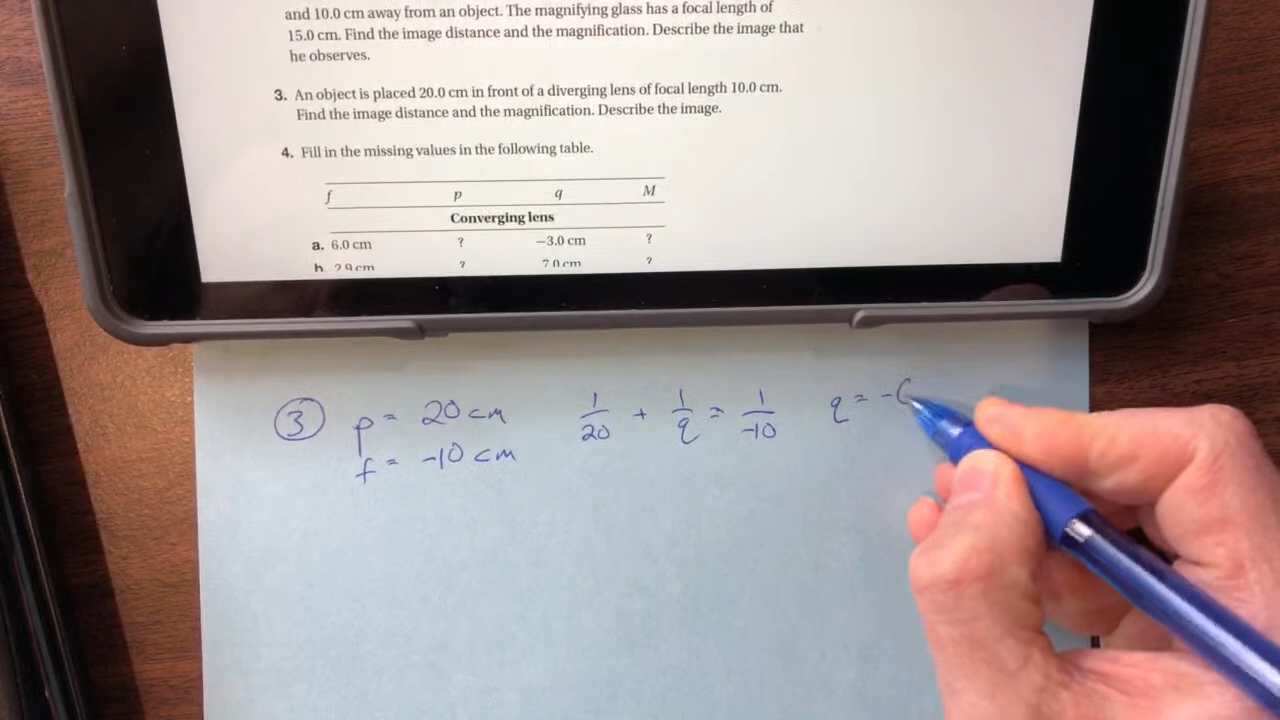 and 10.0 cm away from an object. The magnifying glass has a focal length of
15.0 cm. Find the image distance and the magnification. Describe the image that
he observes.
3. An object is placed 20.0 cm in front of a diverging lens of focal length 10.0 cm.
Find the image distance and the magnification. Describe the image.
4. Fill in the missing values in the following table.
f p q M
Converging lens
a. 6.0 cm ? −3.0 cm ?
? 7.0 cm ?
3 p = 20 cm 1/20 + 1/q = 1/-10 q = -
f = -10 cm